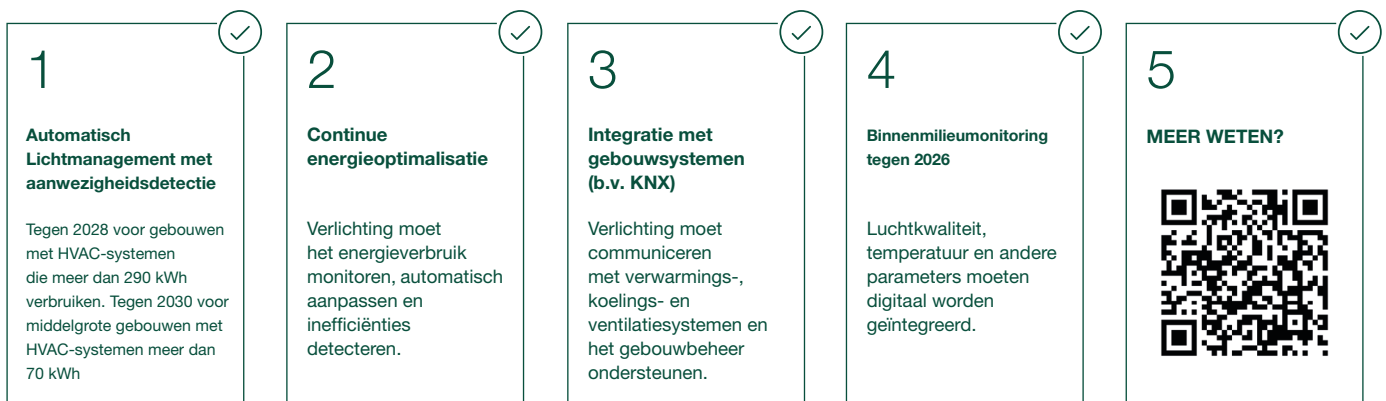 1
Automatisch
Lichtmanagement met
aanwezigheidsdetectie
Tegen 2028 voor gebouwen
met HVAC-systemen
die meer dan 290 kWh
verbruiken. Tegen 2030 voor
middelgrote gebouwen met
HVAC-systemen meer dan
70 kWh
2
Continue
energieoptimalisatie
Verlichting moet
het energieverbruik
monitoren, automatisch
aanpassen en
inefficiënties
detecteren.
3
Integratie met
gebouwsystemen
(b.v. KNX)
Verlichting moet
communiceren
met verwarmings-,
koelings- en
ventilatiesystemen en
het gebouwbeheer
ondersteunen.
4
Binnenmilieumonitoring
tegen 2026
Luchtkwaliteit,
temperatuur en andere
parameters moeten
digitaal worden
geïntegreerd.
5
MEER WETEN?